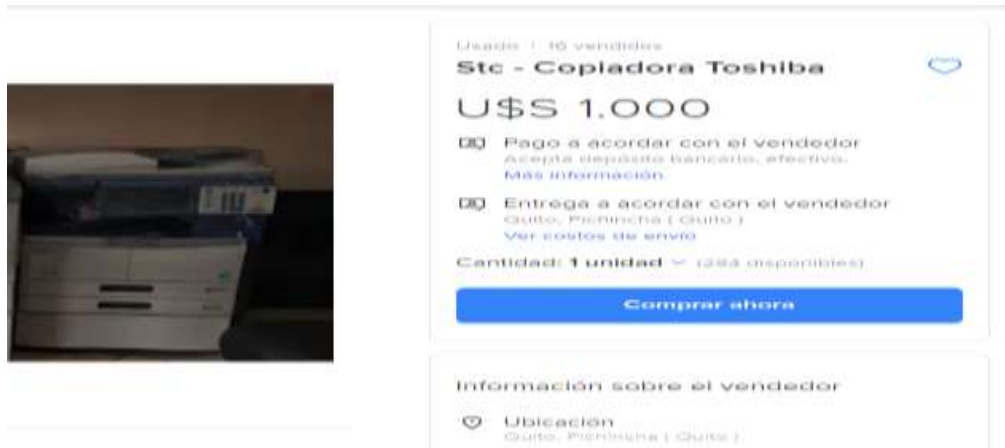 Usado | 16 vendidos
Stc - Copiadora Toshiba
U$S 1.000
Pago a acordar con el vendedor
Acepta depósito bancario, efectivo.
Más información
Entrega a acordar con el vendedor
Quito, Pichincha ( Quito )
Ver costos de envío
Cantidad: 1 unidad (284 disponibles)
Comprar ahora
Información sobre el vendedor
Ubicación
Quito, Pichincha ( Quito )